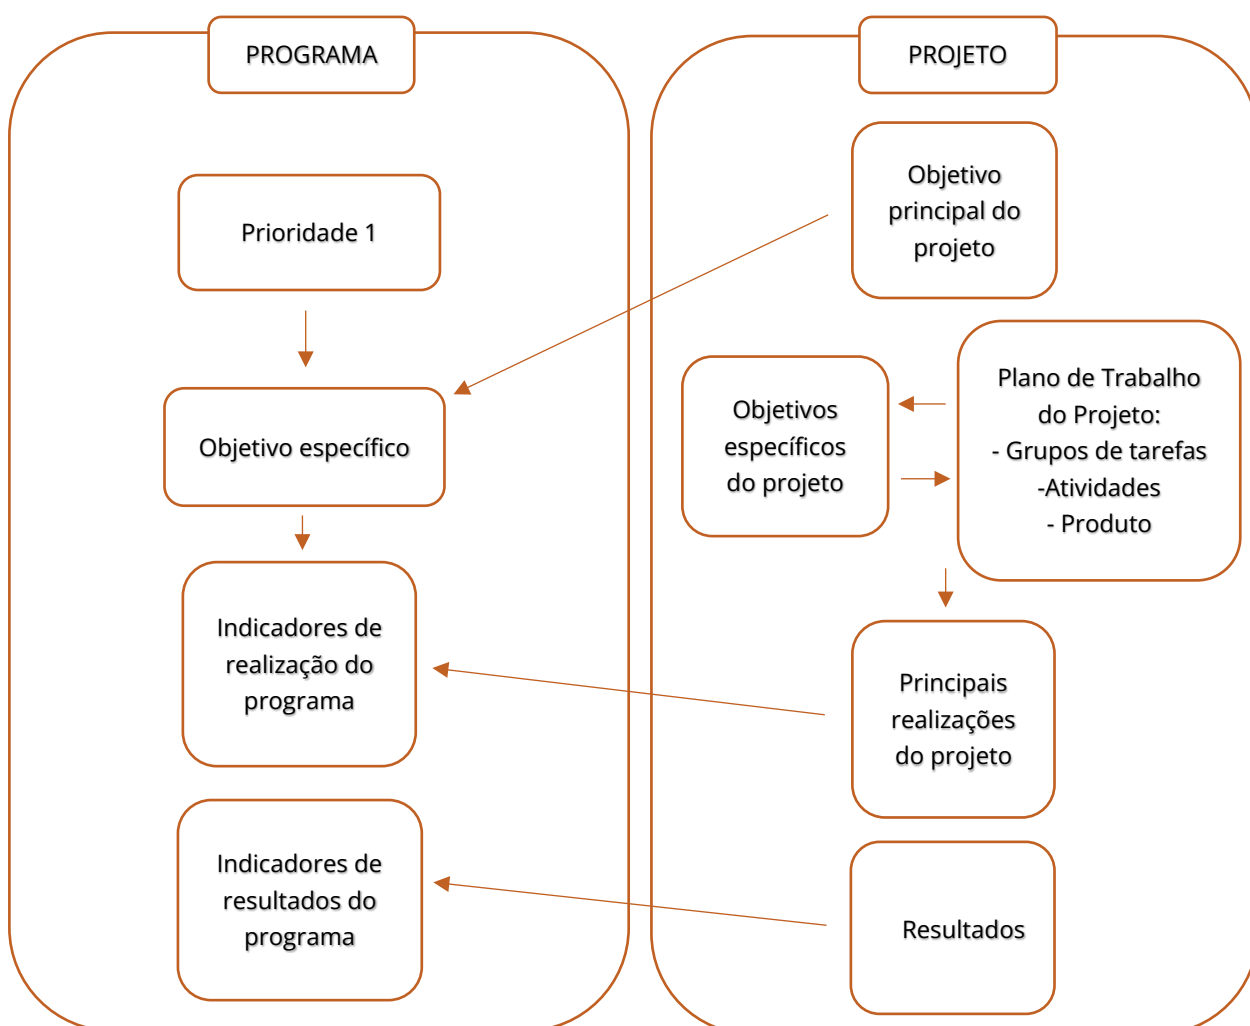 PROGRAMA
Prioridade 1
Objetivo específico
Indicadores de
realização do
programa
Indicadores de
resultados do
programa
PROJETO
Objetivo
principal do
projeto
Objetivos
específicos
do projeto
Plano de Trabalho
do Projeto:
- Grupos de tarefas
-Atividades
- Produto
Principais
realizações
do projeto
Resultados